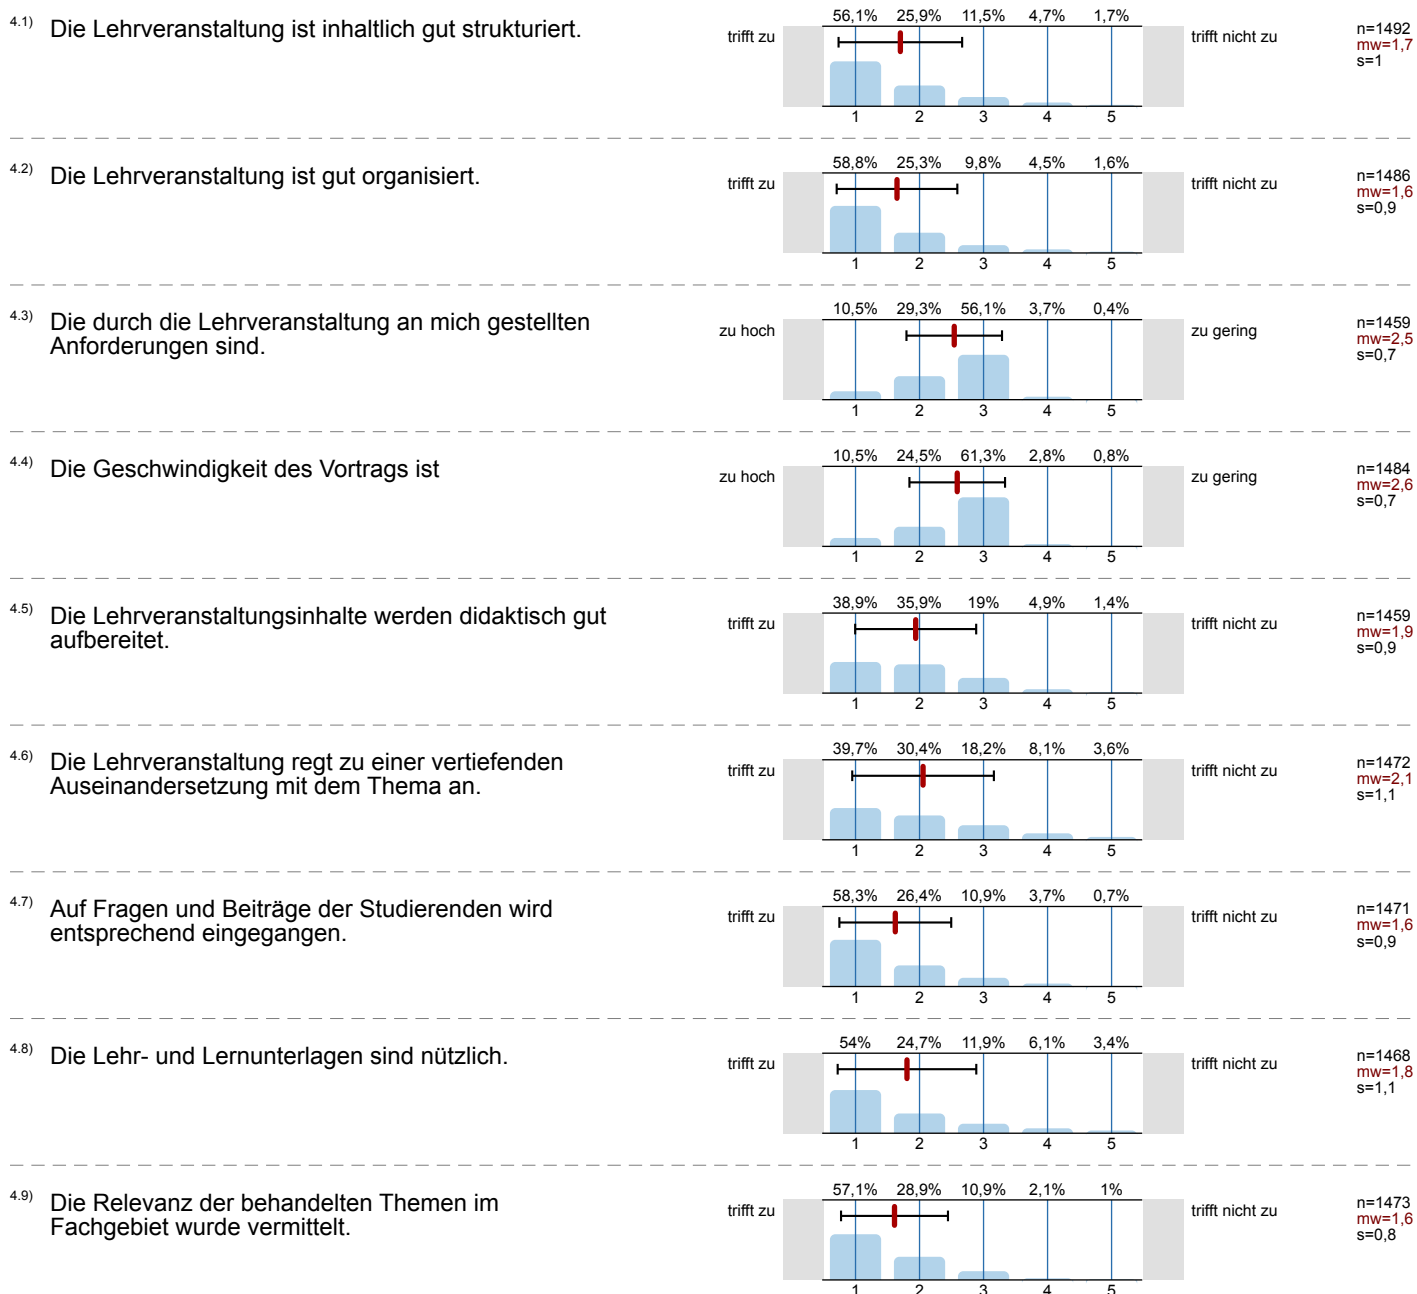 4.1) Die Lehrveranstaltung ist inhaltlich gut strukturiert.
trifft zu
56,1% 25,9% 11,5% 4,7% 1,7%
1 2 3 4 5
trifft nicht zu
n=1492
mw=1,7
s=1
4.2) Die Lehrveranstaltung ist gut organisiert.
trifft zu
58,8% 25,3% 9,8% 4,5% 1,6%
1 2 3 4 5
trifft nicht zu
n=1486
mw=1,6
s=0,9
4.3) Die durch die Lehrveranstaltung an mich gestellten
Anforderungen sind.
zu hoch
10,5% 29,3% 56,1% 3,7% 0,4%
1 2 3 4 5
zu gering
n=1459
mw=2,5
s=0,7
4.4) Die Geschwindigkeit des Vortrags ist
zu hoch
10,5% 24,5% 61,3% 2,8% 0,8%
1 2 3 4 5
zu gering
n=1484
mw=2,6
s=0,7
4.5) Die Lehrveranstaltungsinhalte werden didaktisch gut
aufbereitet.
trifft zu
38,9% 35,9% 19% 4,9% 1,4%
1 2 3 4 5
trifft nicht zu
n=1459
mw=1,9
s=0,9
4.6) Die Lehrveranstaltung regt zu einer vertiefenden
Auseinandersetzung mit dem Thema an.
trifft zu
39,7% 30,4% 18,2% 8,1% 3,6%
1 2 3 4 5
trifft nicht zu
n=1472
mw=2,1
s=1,1
4.7) Auf Fragen und Beiträge der Studierenden wird
entsprechend eingegangen.
trifft zu
58,3% 26,4% 10,9% 3,7% 0,7%
1 2 3 4 5
trifft nicht zu
n=1471
mw=1,6
s=0,9
4.8) Die Lehr- und Lernunterlagen sind nützlich.
trifft zu
54% 24,7% 11,9% 6,1% 3,4%
1 2 3 4 5
trifft nicht zu
n=1468
mw=1,8
s=1,1
4.9) Die Relevanz der behandelten Themen im
Fachgebiet wurde vermittelt.
trifft zu
57,1% 28,9% 10,9% 2,1% 1%
1 2 3 4 5
trifft nicht zu
n=1473
mw=1,6
s=0,8